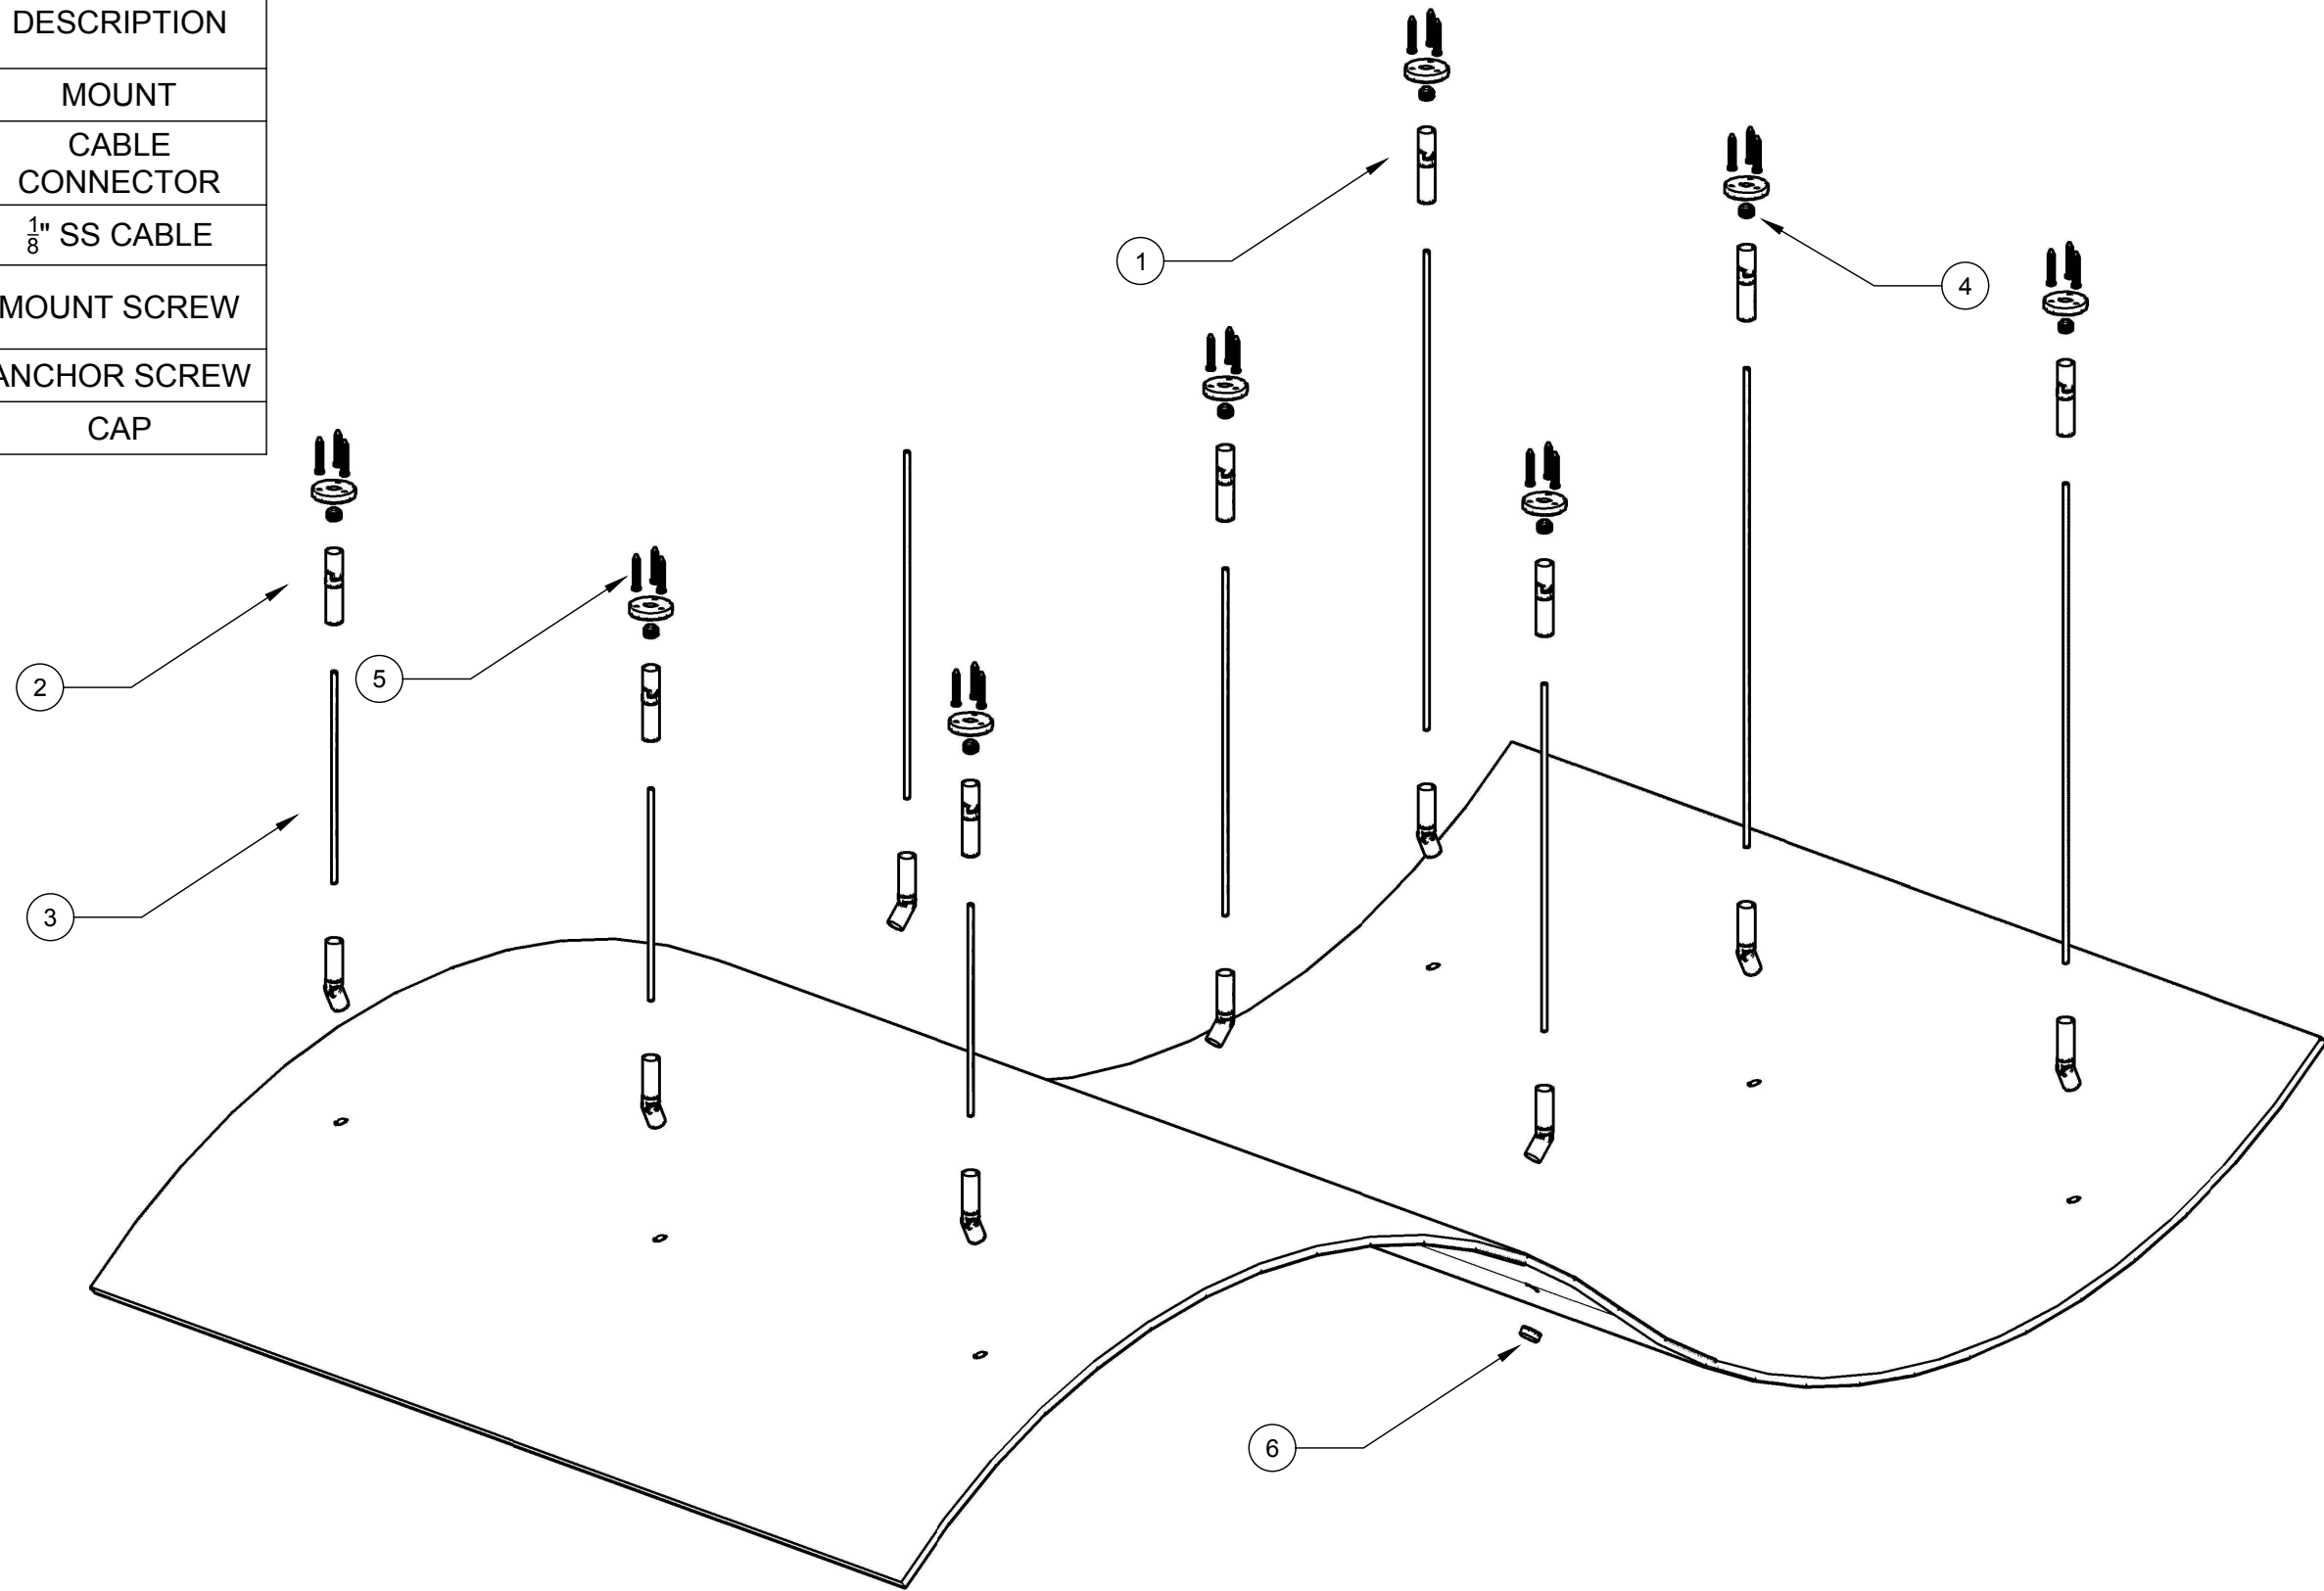 DESCRIPTION
MOUNT
CABLE
CONNECTOR
1/8" SS CABLE
MOUNT SCREW
ANCHOR SCREW
CAP
1
4
2
5
3
6